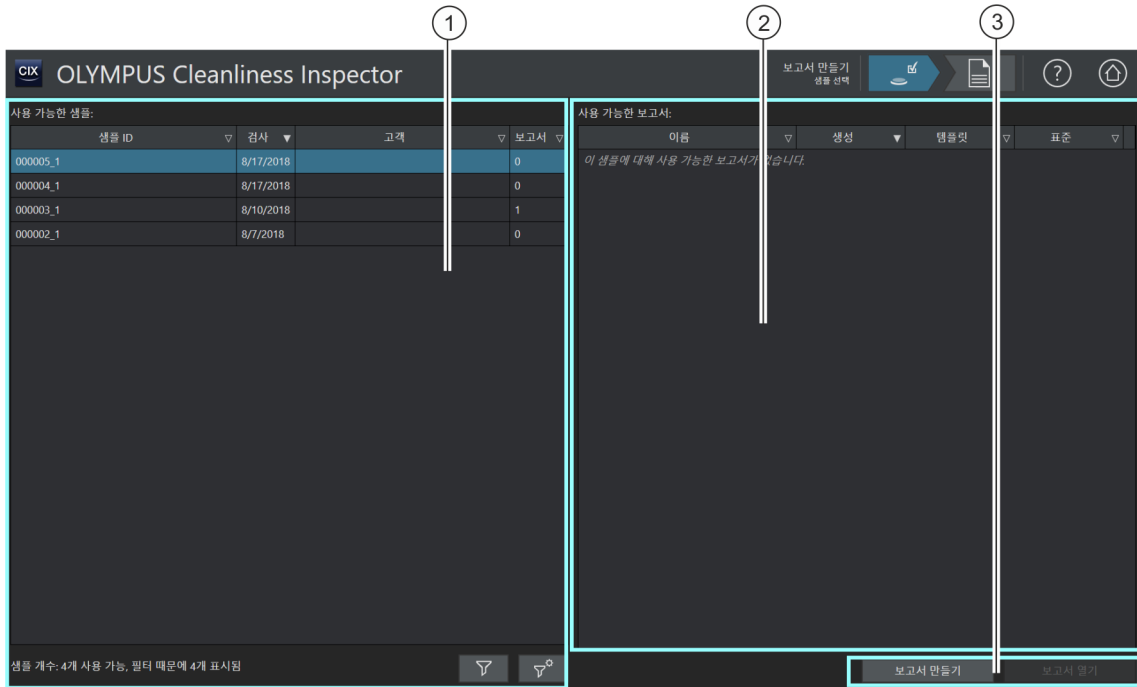 1 2 3
CIX OLYMPUS Cleanliness Inspector
보고서 만들기
샘플 선택
?
사용 가능한 샘플:
샘플 ID 검사 고객 보고서
000005_1 8/17/2018 0
000004_1 8/17/2018 0
000003_1 8/10/2018 1
000002_1 8/7/2018 0
샘플 개수: 4개 사용 가능, 필터 때문에 4개 표시됨
사용 가능한 보고서:
이름 생성 템플릿 표준
이 샘플에 대해 사용 가능한 보고서가 없습니다.
보고서 만들기 보고서 열기